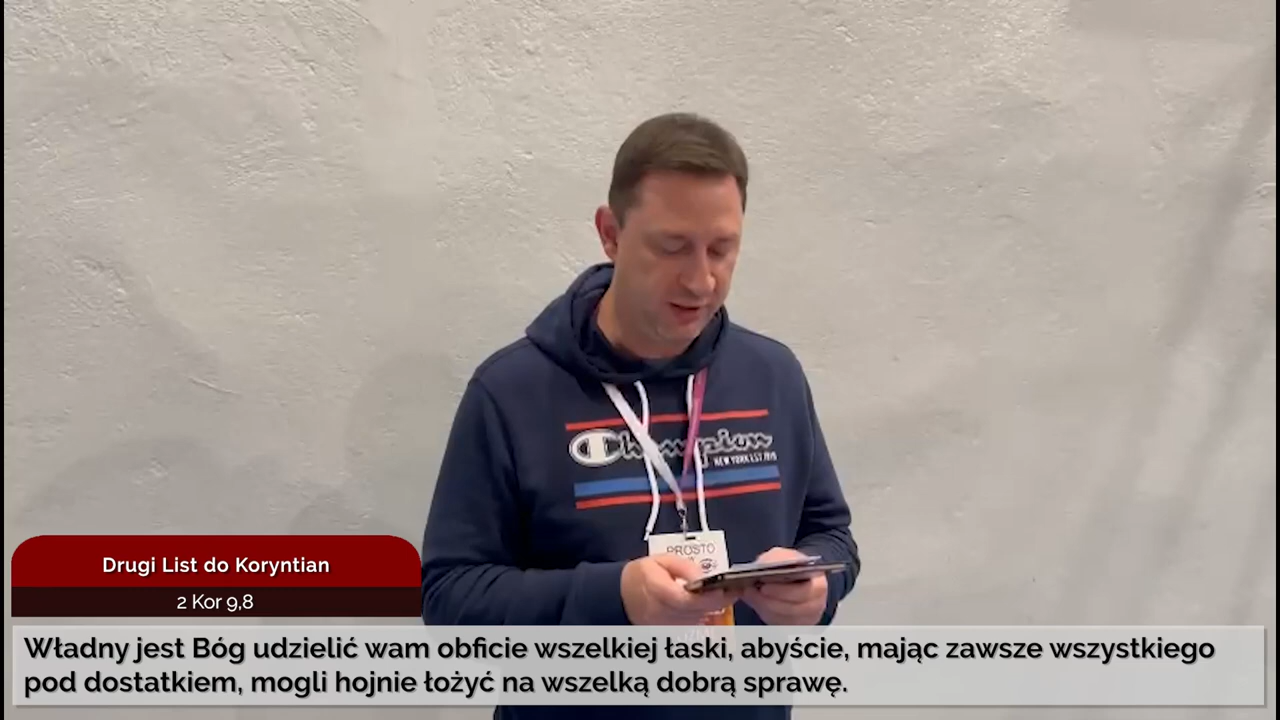 Champion
NEW YORK EST. 1919
PROSTO
Drugi List do Koryntian
2 Kor 9,8
Władny jest Bóg udzielić wam obficie wszelkiej łaski, abyście, mając zawsze wszystkiego
pod dostatkiem, mogli hojnie łożyć na wszelką dobrą sprawę.